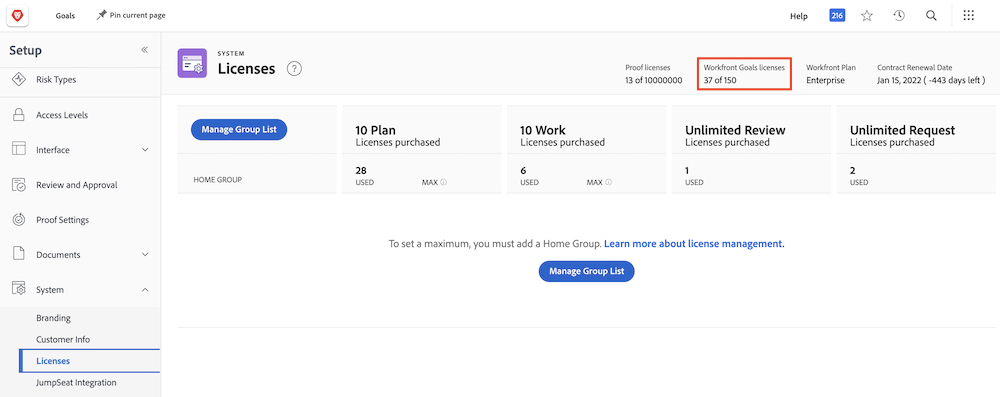 Goals
Pin current page
Help
216
Setup
Risk Types
Access Levels
Interface
Review and Approval
Proof Settings
Documents
System
Branding
Customer Info
Licenses
JumpSeat Integration
SYSTEM
Licenses
?
Proof licenses
13 of 10000000
Workfront Goals licenses
37 of 150
Workfront Plan
Enterprise
Contract Renewal Date
Jan 15, 2022 ( -443 days left )
Manage Group List
HOME GROUP
10 Plan
Licenses purchased
28
USED
MAX
10 Work
Licenses purchased
6
USED
MAX
Unlimited Review
Licenses purchased
1
USED
Unlimited Request
Licenses purchased
2
USED
To set a maximum, you must add a Home Group. Learn more about license management.
Manage Group List